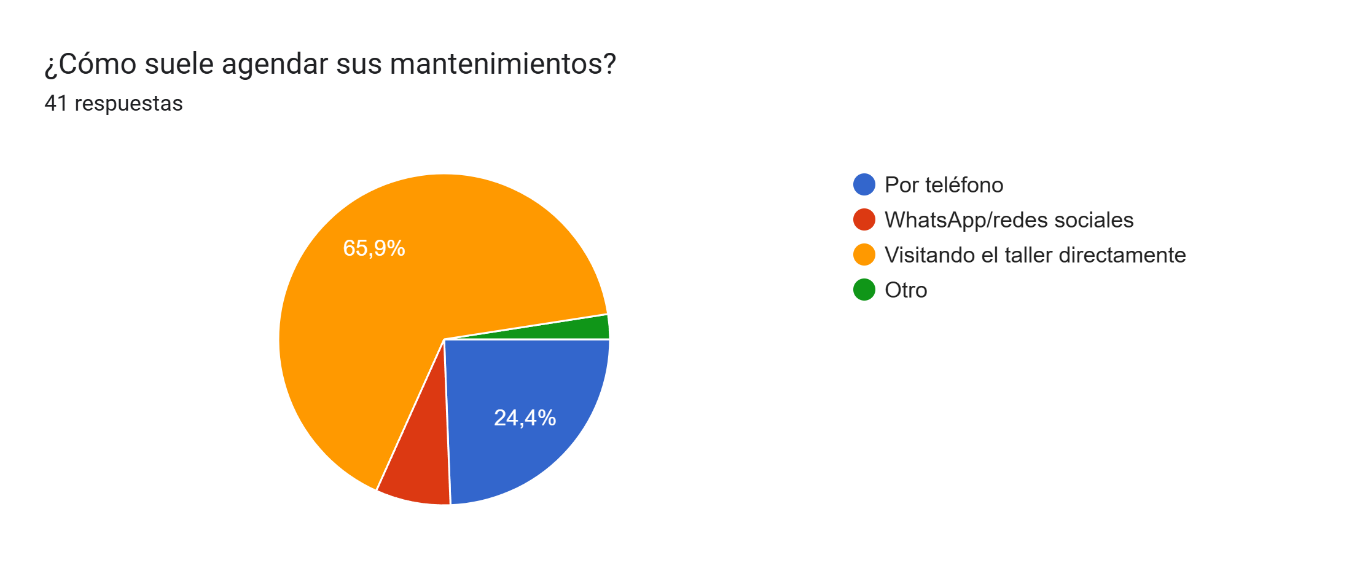 ¿Cómo suele agendar sus mantenimientos?
41 respuestas
65,9%
24,4%
Por teléfono
WhatsApp/redes sociales
Visitando el taller directamente
Otro